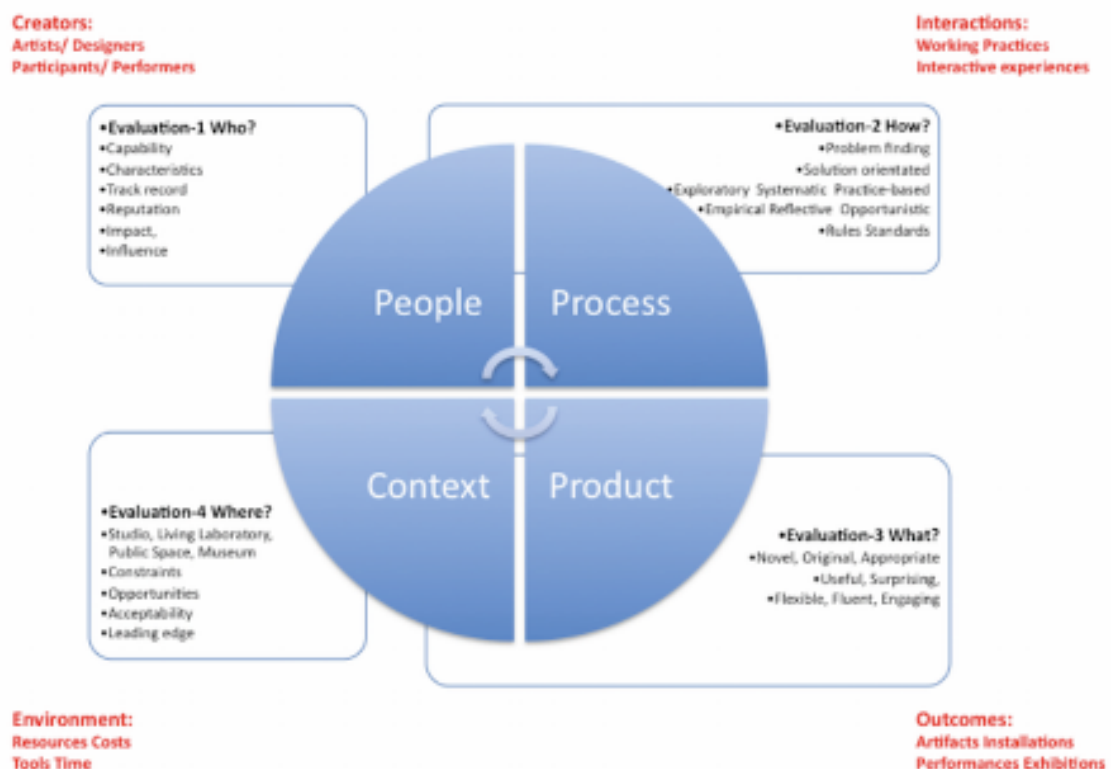 Creators:
Artists/ Designers
Participants/ Performers
Interactions:
Working Practices
Interactive experiences
•Evaluation-1 Who?
•Capability
•Characteristics
•Track record
•Reputation
•Impact,
•Influence
•Evaluation-2 How?
•Problem finding
•Solution orientated
•Exploratory Systematic Practice-based
•Empirical Reflective Opportunistic
•Rules Standards
People
Process
Context
Product
•Evaluation-4 Where?
•Studio, Living Laboratory,
Public Space, Museum
•Constraints
•Opportunities
•Acceptability
•Leading edge
•Evaluation-3 What?
•Novel, Original, Appropriate
•Useful, Surprising,
•Flexible, Fluent, Engaging
Environment:
Resources Costs
Tools Time
Outcomes:
Artifacts Installations
Performances Exhibitions